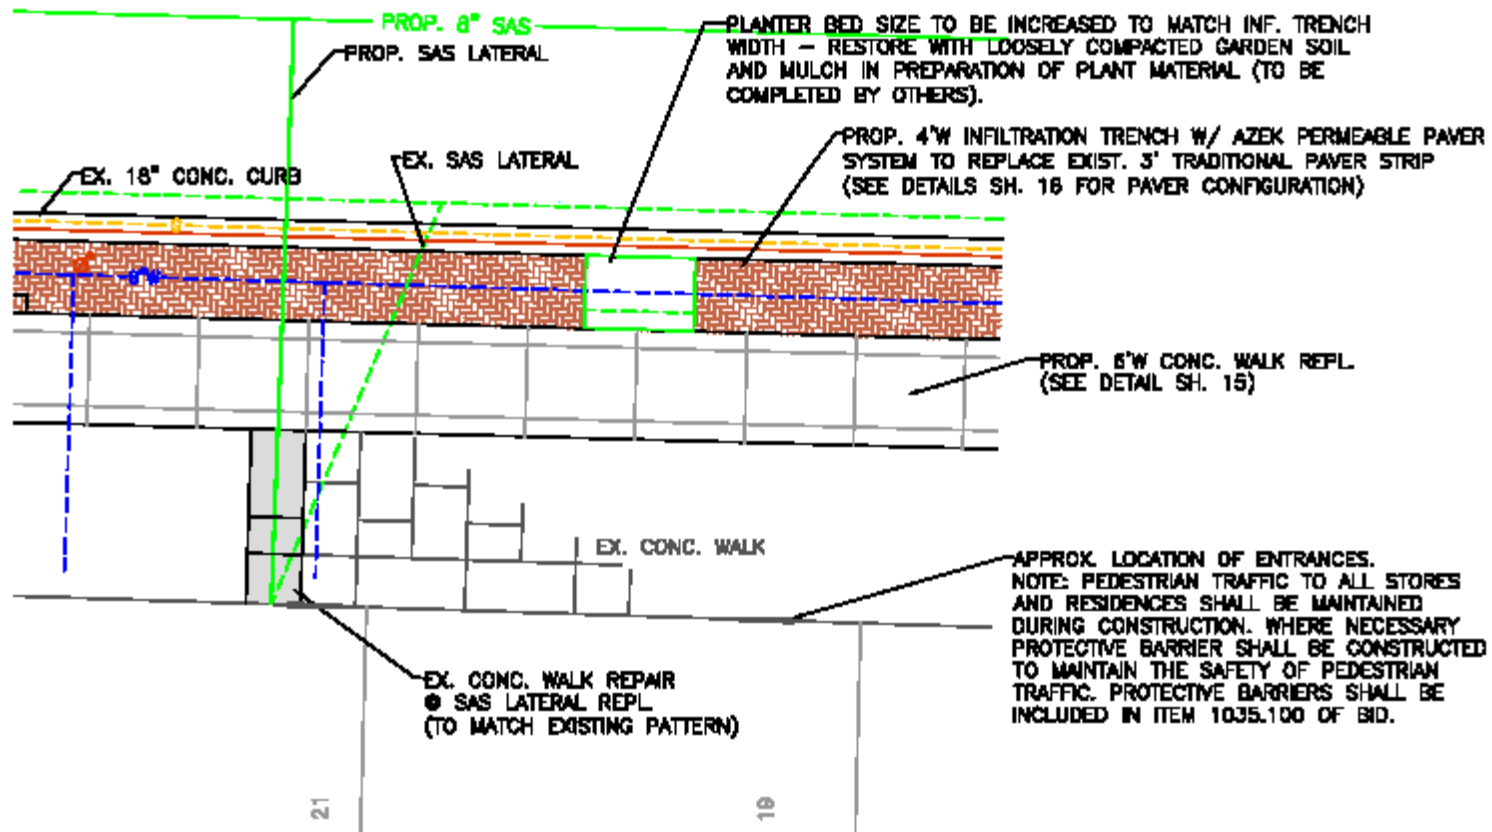 PROP. 8" SAS
PLANTER BED SIZE TO BE INCREASED TO MATCH INF. TRENCH
WIDTH – RESTORE WITH LOOSELY COMPACTED GARDEN SOIL
AND MULCH IN PREPARATION OF PLANT MATERIAL (TO BE
COMPLETED BY OTHERS).
PROP. SAS LATERAL
PROP. 4'W INFILTRATION TRENCH W/ AZEK PERMEABLE PAVER
SYSTEM TO REPLACE EXIST. 3' TRADITIONAL PAVER STRIP
(SEE DETAILS SH. 16 FOR PAVER CONFIGURATION)
EX. SAS LATERAL
EX. 18" CONC. CURB
8"W
PROP. 6'W CONC. WALK REPL.
(SEE DETAIL SH. 15)
EX. CONC. WALK
APPROX. LOCATION OF ENTRANCES.
NOTE: PEDESTRIAN TRAFFIC TO ALL STORES
AND RESIDENCES SHALL BE MAINTAINED
DURING CONSTRUCTION. WHERE NECESSARY
PROTECTIVE BARRIER SHALL BE CONSTRUCTED
TO MAINTAIN THE SAFETY OF PEDESTRIAN
TRAFFIC. PROTECTIVE BARRIERS SHALL BE
INCLUDED IN ITEM 1035.100 OF BID.
EX. CONC. WALK REPAIR
@ SAS LATERAL REPL.
(TO MATCH EXISTING PATTERN)
21
19